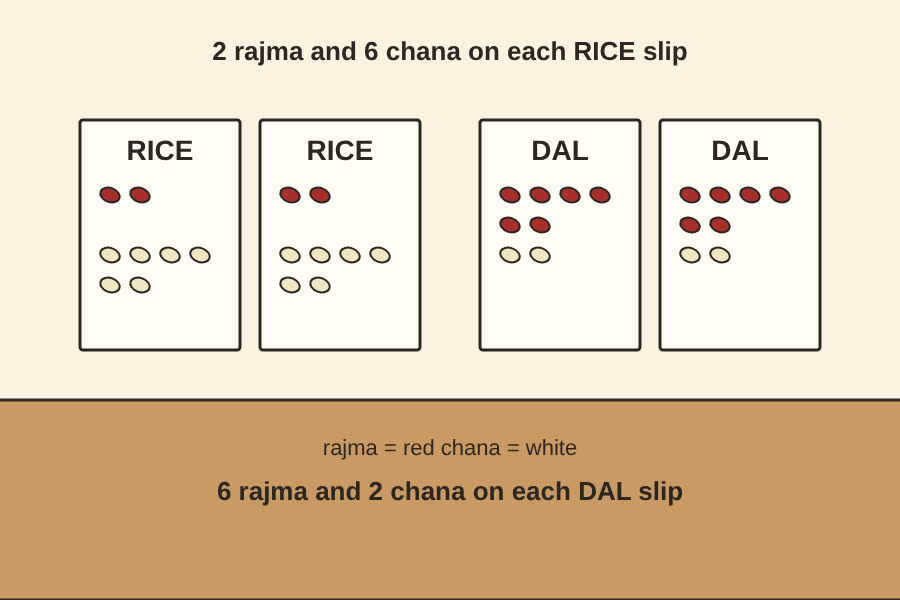 2 rajma and 6 chana on each RICE slip
RICE
RICE
DAL
DAL
rajma = red chana = white
6 rajma and 2 chana on each DAL slip